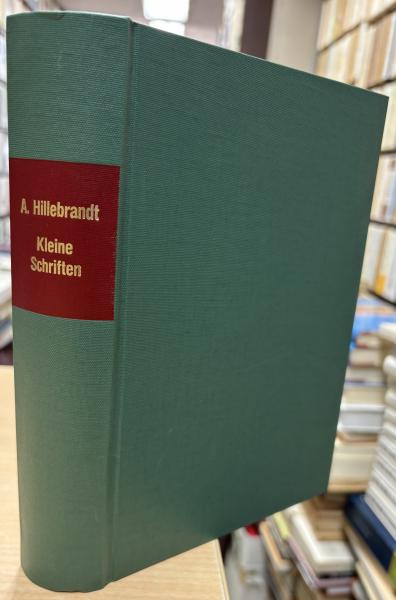 A. Hillebrandt
Kleine
Schriften